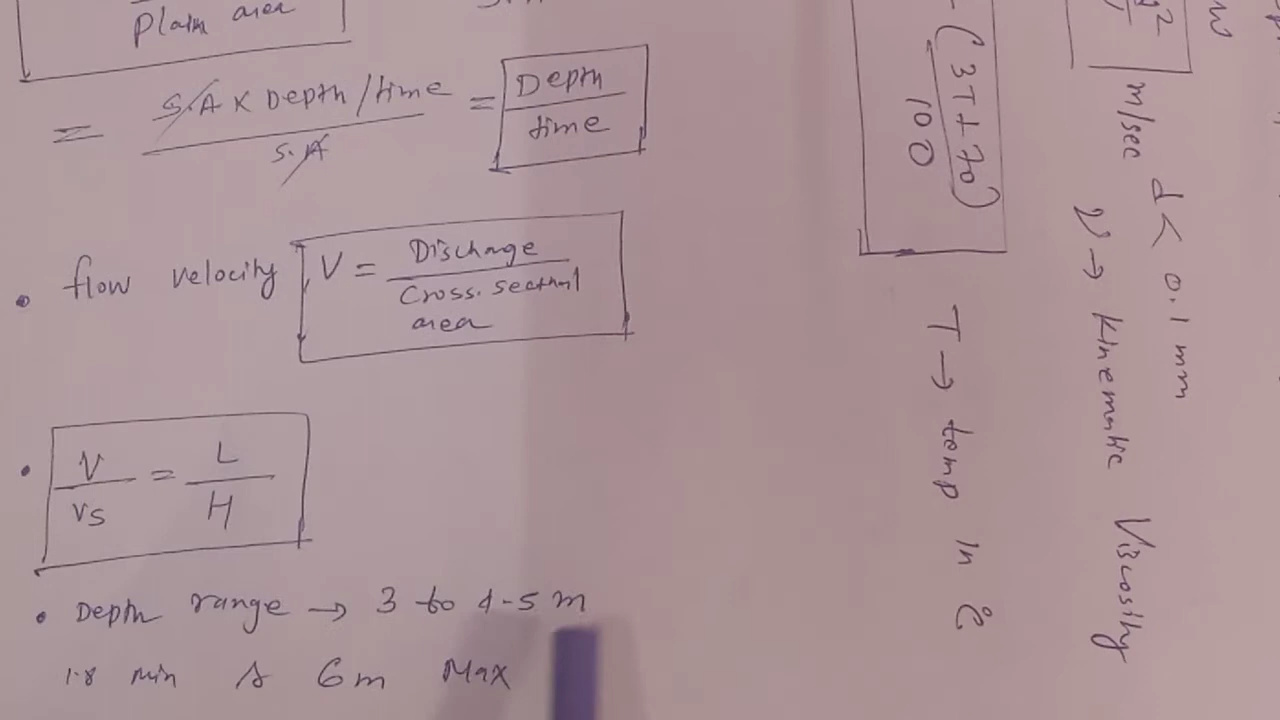 Plain area
= S.A x Depth/time / S.A = Depth / time
• flow velocity V = Discharge / Cross. sectional area
• V / vs = L / H
• Depth range → 3 to 4.5 m
1.8 min & 6m Max
(3T+70)
100
T → temp in °C
m/sec d < 0.1 mm
ν → Kinematic Viscosity